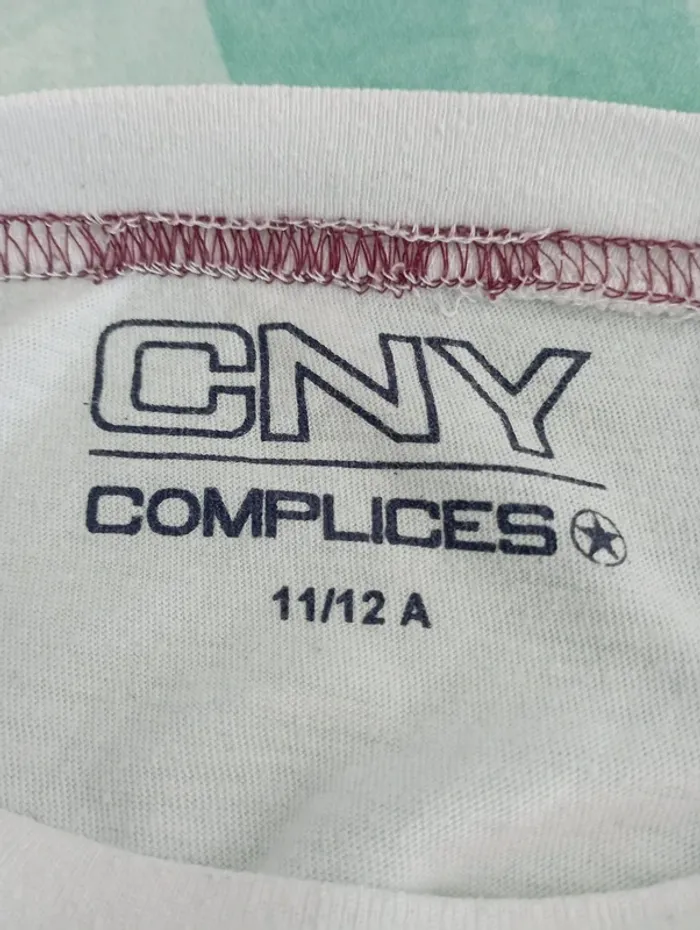 CNY
COMPLICES
11/12 A